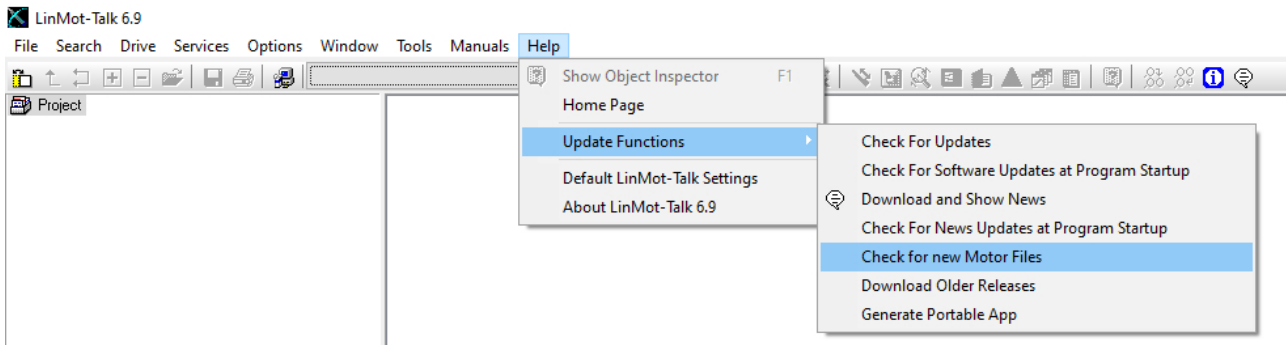 LinMot-Talk 6.9
File Search Drive Services Options Window Tools Manuals Help
Show Object Inspector F1
Home Page
Update Functions
Default LinMot-Talk Settings
About LinMot-Talk 6.9
Project
Check For Updates
Check For Software Updates at Program Startup
Download and Show News
Check For News Updates at Program Startup
Check for new Motor Files
Download Older Releases
Generate Portable App